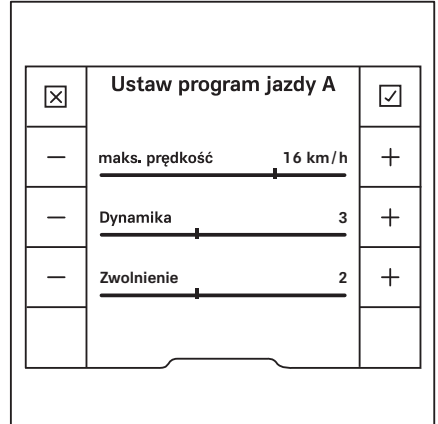 Ustaw program jazdy A
maks. prędkość 16 km/h
Dynamika 3
Zwolnienie 2